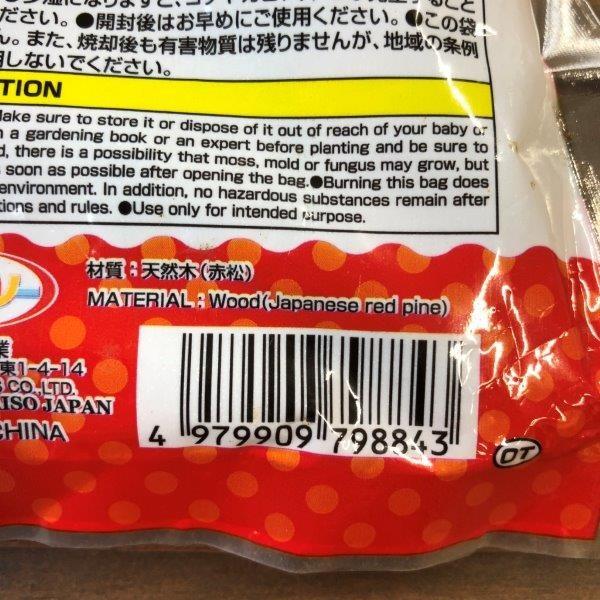 ださい。●開封後はお早めにご使用ください。●この袋
ん。また、焼却後も有害物質は残りませんが、地域の条例
用しないでください。
TION
Make sure to store it or dispose of it out of reach of your baby or
a gardening book or an expert before planting and be sure to
d, there is a possibility that moss, mold or fungus may grow, but
soon as possible after opening the bag.●Burning this bag does
environment. In addition, no hazardous substances remain after
tions and rules. ●Use only for intended purpose.
材質：天然木（赤松）
MATERIAL : Wood(Japanese red pine)
業
東1-4-14
CO.,LTD.
ISO JAPAN
CHINA
4 979909 798843
OT